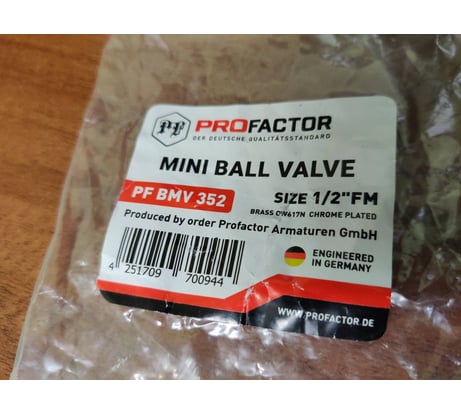 PF PROFACTOR
DER DEUTSCHE QUALITÄTSSTANDARD
MINI BALL VALVE
PF BMV 352
SIZE 1/2"FM
BRASS CW617N CHROME PLATED
Produced by order Profactor Armaturen GmbH
ENGINEERED
IN GERMANY
4 251709 700944
WWW.PROFACTOR.DE